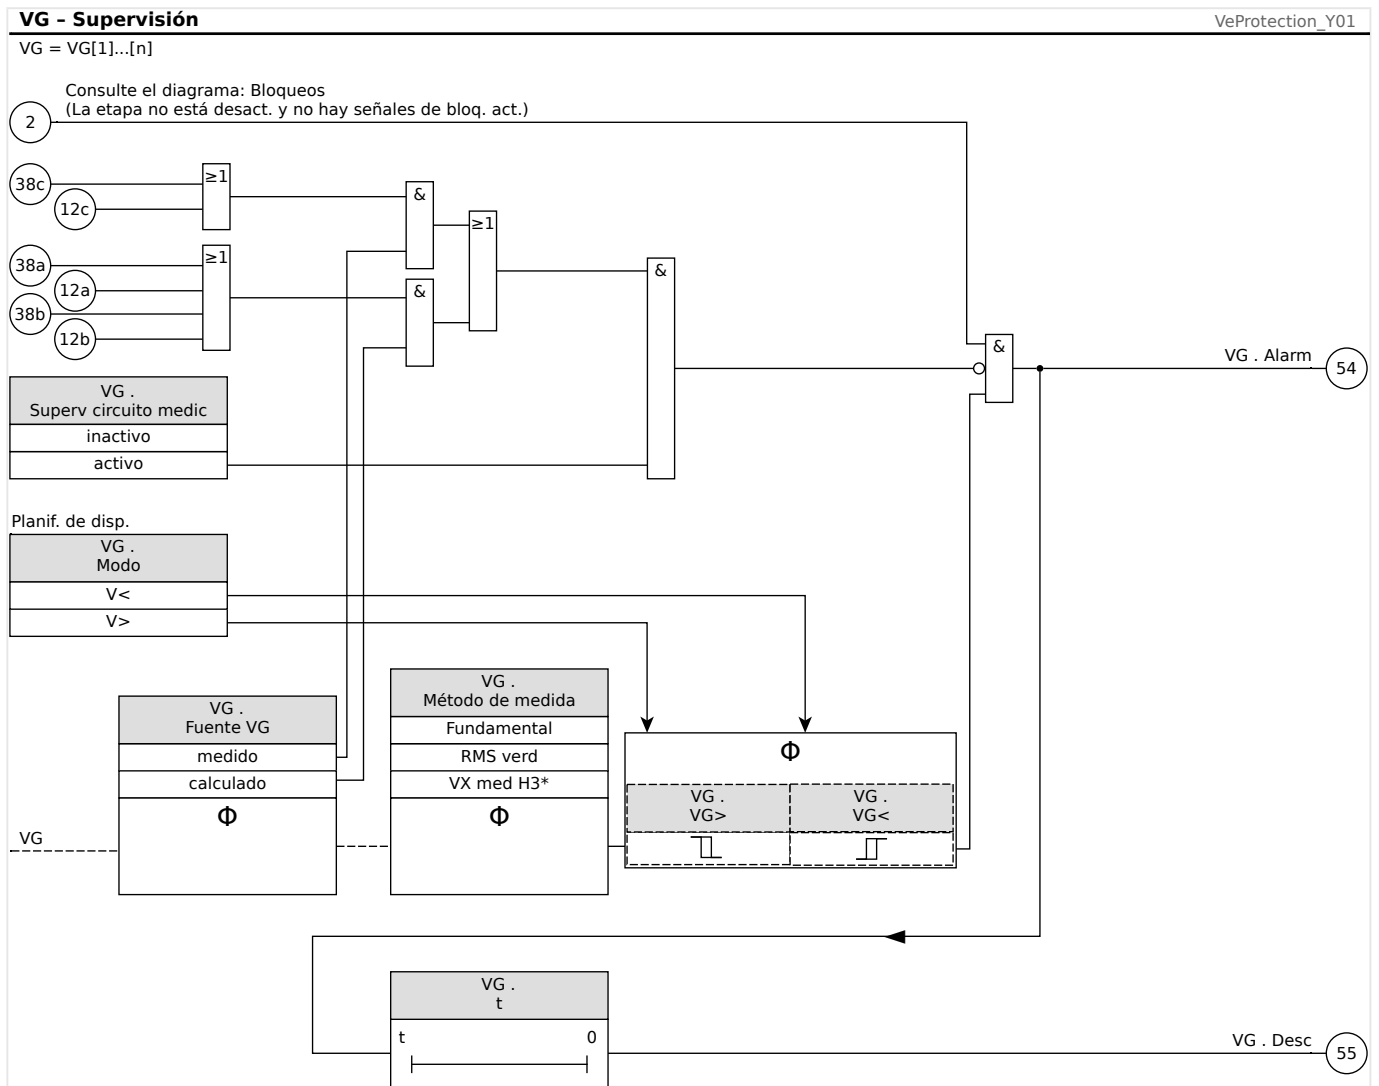 VG – Supervisión
VeProtection_Y01
VG = VG[1]...[n]
Consulte el diagrama: Bloqueos
(La etapa no está desact. y no hay señales de bloq. act.)
2
38c
12c
≥1
&
≥1
38a
12a
38b
12b
≥1
&
&
&
VG . Alarm
54
VG .
Superv circuito medic
inactivo
activo
Planif. de disp.
VG .
Modo
V<
V>
VG .
Fuente VG
medido
calculado
Φ
VG
VG .
Método de medida
Fundamental
RMS verd
VX med H3*
Φ
Φ
VG .
VG>
VG .
VG<
VG .
t
t
0
VG . Desc
55